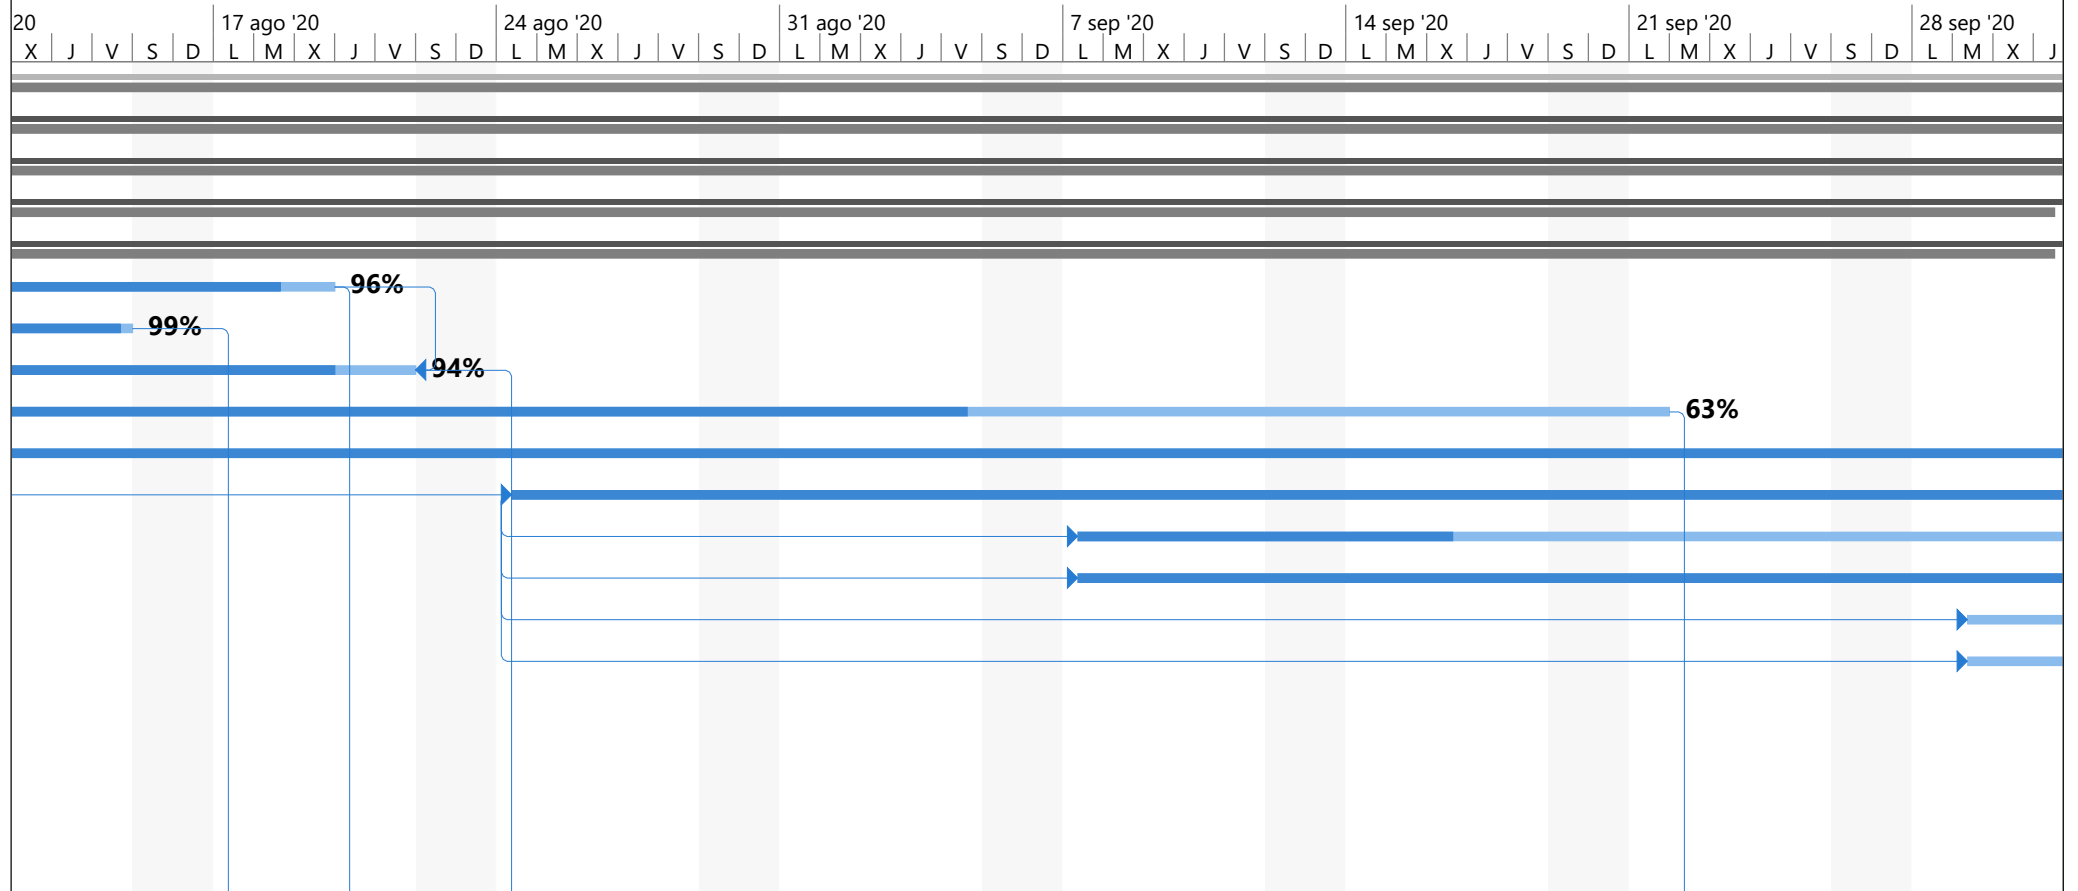 20 17 ago '20 24 ago '20 31 ago '20 7 sep '20 14 sep '20 21 sep '20 28 sep '20
X J V S D L M X J V S D L M X J V S D L M X J V S D L M X J V S D L M X J V S D L M X J V S D L M X J
96%
99%
94%
63%